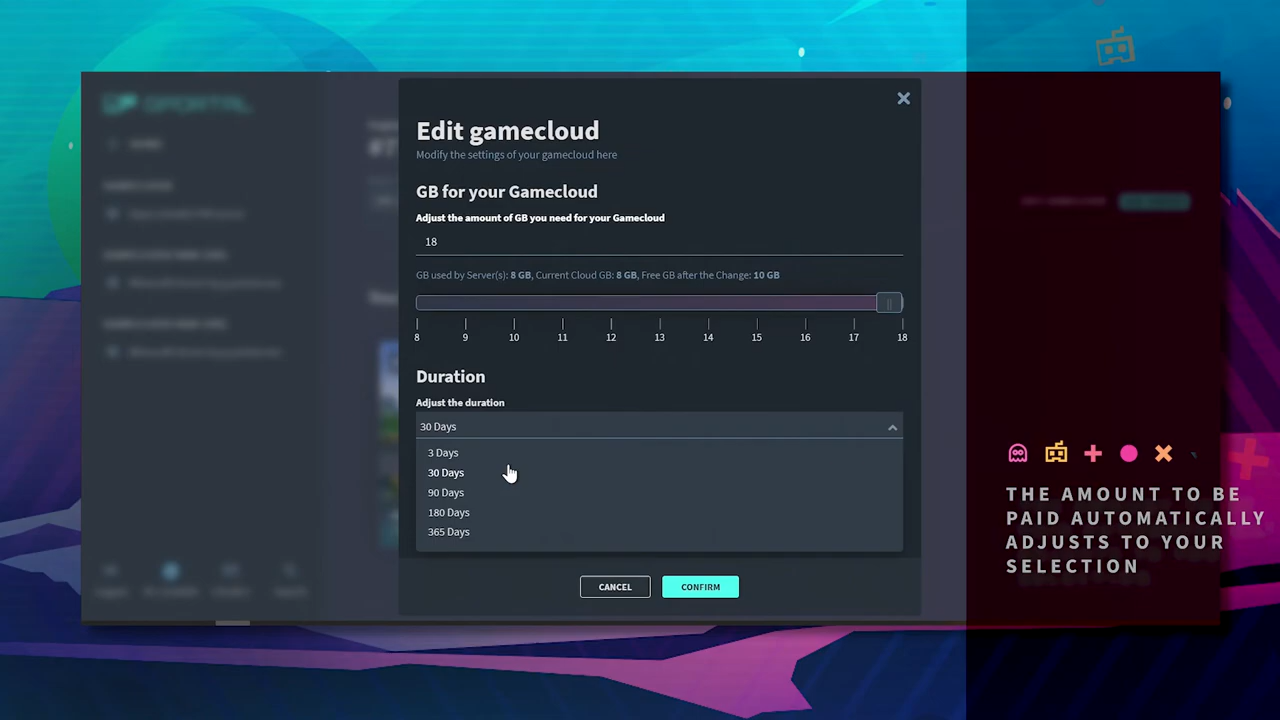 Edit gamecloud
Modify the settings of your gamecloud here
GB for your Gamecloud
Adjust the amount of GB you need for your Gamecloud
18
GB used by Server(s): 8 GB, Current Cloud GB: 8 GB, Free GB after the Change: 10 GB
8 9 10 11 12 13 14 15 16 17 18
Duration
Adjust the duration
30 Days
3 Days
30 Days
90 Days
180 Days
365 Days
CANCEL CONFIRM
THE AMOUNT TO BE
PAID AUTOMATICALLY
ADJUSTS TO YOUR
SELECTION